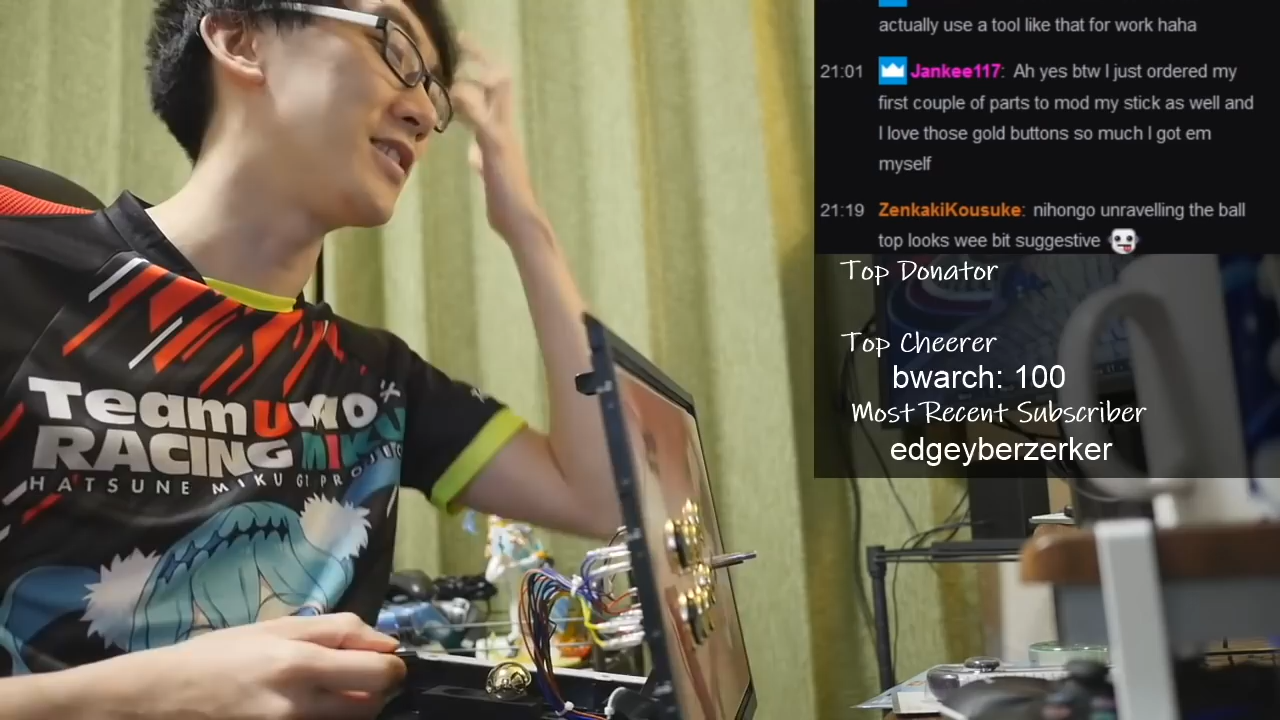 actually use a tool like that for work haha
21:01 Jankee117: Ah yes btw I just ordered my
first couple of parts to mod my stick as well and
I love those gold buttons so much I got em
myself
21:19 ZenkakiKousuke: nihongo unravelling the ball
top looks wee bit suggestive
Top Donator
Top Cheerer
bwarch: 100
Most Recent Subscriber
edgeyberzerker
Team UKYO
RACING MIKU
HATSUNE MIKU GT PROJECT